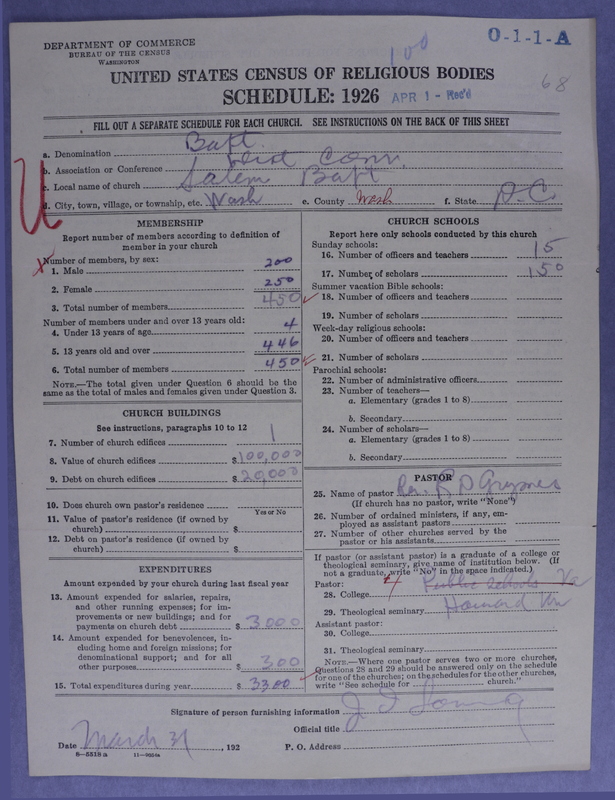 DEPARTMENT OF COMMERCE
BUREAU OF THE CENSUS
WASHINGTON
100
O-1-1-A
68
UNITED STATES CENSUS OF RELIGIOUS BODIES
SCHEDULE: 1926 APR 1 - Rec'd
FILL OUT A SEPARATE SCHEDULE FOR EACH CHURCH. SEE INSTRUCTIONS ON THE BACK OF THIS SHEET
U
a. Denomination Bapt.
b. Association or Conference Dist Conv.
c. Local name of church Salem Bapt
d. City, town, village, or township, etc. Wash e. County Wash f. State D.C.
MEMBERSHIP
Report number of members according to definition of
member in your church
Number of members, by sex:
1. Male 200
2. Female 250
3. Total number of members 450
Number of members under and over 13 years old:
4. Under 13 years of age 4
5. 13 years old and over 446
6. Total number of members 450
NOTE.—The total given under Question 6 should be the
same as the total of males and females given under Question 3.
CHURCH BUILDINGS
See instructions, paragraphs 10 to 12
7. Number of church edifices 1
8. Value of church edifices $ 100,000
9. Debt on church edifices $ 20,000
10. Does church own pastor's residence
Yes or No
11. Value of pastor's residence (if owned by
church) $
12. Debt on pastor's residence (if owned by
church) $
EXPENDITURES
Amount expended by your church during last fiscal year
13. Amount expended for salaries, repairs,
and other running expenses; for im-
provements or new buildings; and for
payments on church debt $ 3000
14. Amount expended for benevolences, in-
cluding home and foreign missions; for
denominational support; and for all
other purposes 300
15. Total expenditures during year $ 3300
CHURCH SCHOOLS
Report here only schools conducted by this church
Sunday schools:
16. Number of officers and teachers 15
17. Number of scholars 150
Summer vacation Bible schools:
18. Number of officers and teachers
19. Number of scholars
Week-day religious schools:
20. Number of officers and teachers
21. Number of scholars
Parochial schools:
22. Number of administrative officers
23. Number of teachers—
a. Elementary (grades 1 to 8)
b. Secondary
24. Number of scholars—
a. Elementary (grades 1 to 8)
b. Secondary
PASTOR
25. Name of pastor Rev. R D Grymes
(If church has no pastor, write "None")
26. Number of ordained ministers, if any, em-
ployed as assistant pastors
27. Number of other churches served by the
pastor or his assistants
If pastor (or assistant pastor) is a graduate of a college or
theological seminary, give name of institution below. (If
not a graduate, write "No" in the space indicated.)
Pastor:
28. College Public Schools Va
29. Theological seminary Howard Un
Assistant pastor:
30. College
31. Theological seminary
NOTE.—Where one pastor serves two or more churches,
Questions 28 and 29 should be answered only on the schedule
for one of the churches; on the schedules for the other churches,
write "See schedule for church."
Signature of person furnishing information
Official title
Date March 31, 192 P. O. Address
8—5518 a